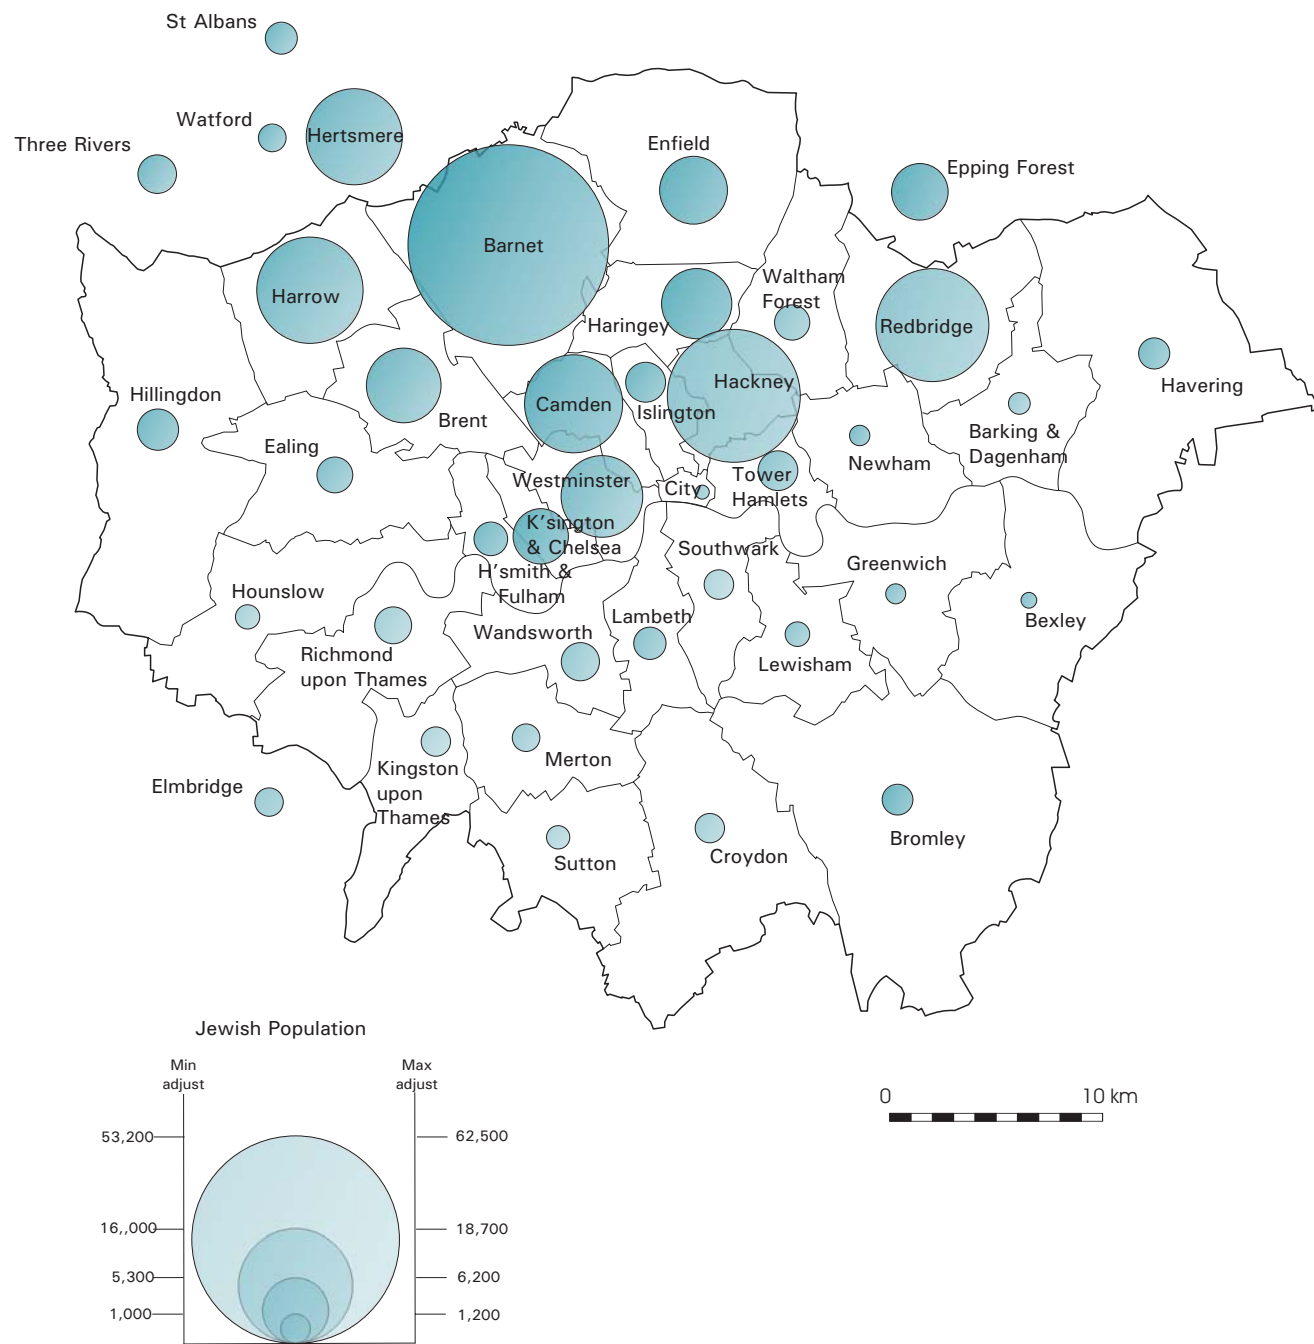 St Albans
Watford
Three Rivers
Hertsmere
Enfield
Epping Forest
Barnet
Harrow
Waltham
Forest
Haringey
Redbridge
Hackney
Hillingdon
Brent
Camden
Islington
Havering
Ealing
Barking &
Dagenham
Newham
Westminster
City
Tower
Hamlets
K'sington
& Chelsea
H'smith &
Fulham
Southwark
Greenwich
Hounslow
Lambeth
Bexley
Wandsworth
Richmond
upon Thames
Lewisham
Merton
Kingston
upon
Thames
Elmbridge
Sutton
Croydon
Bromley
Jewish Population
Min
adjust
Max
adjust
53,200
62,500
16,,000
18,700
5,300
6,200
1,000
1,200
0
10 km